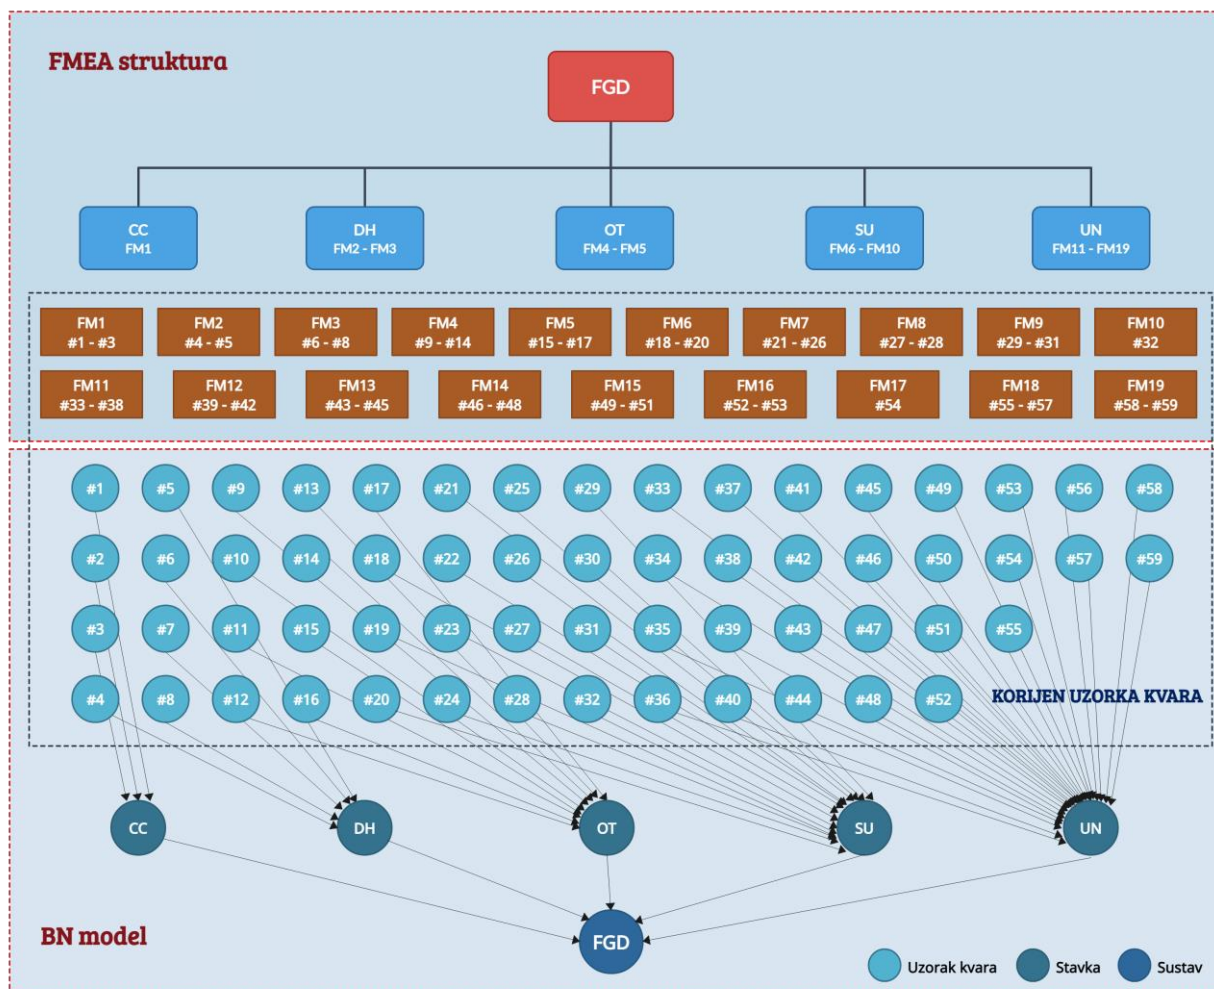 FMEA struktura
FGD
CC
FM1
DH
FM2 - FM3
OT
FM4 - FM5
SU
FM6 - FM10
UN
FM11 - FM19
FM1
#1 - #3
FM2
#4 - #5
FM3
#6 - #8
FM4
#9 - #14
FM5
#15 - #17
FM6
#18 - #20
FM7
#21 - #26
FM8
#27 - #28
FM9
#29 - #31
FM10
#32
FM11
#33 - #38
FM12
#39 - #42
FM13
#43 - #45
FM14
#46 - #48
FM15
#49 - #51
FM16
#52 - #53
FM17
#54
FM18
#55 - #57
FM19
#58 - #59
#1 #5 #9 #13 #17 #21 #25 #29 #33 #37 #41 #45 #49 #53 #56 #58
#2 #6 #10 #14 #18 #22 #26 #30 #34 #38 #42 #46 #50 #54 #57 #59
#3 #7 #11 #15 #19 #23 #27 #31 #35 #39 #43 #47 #51 #55
#4 #8 #12 #16 #20 #24 #28 #32 #36 #40 #44 #48 #52
KORIJEN UZORKA KVARA
CC DH OT SU UN
FGD
BN model
Uzorak kvara
Stavka
Sustav